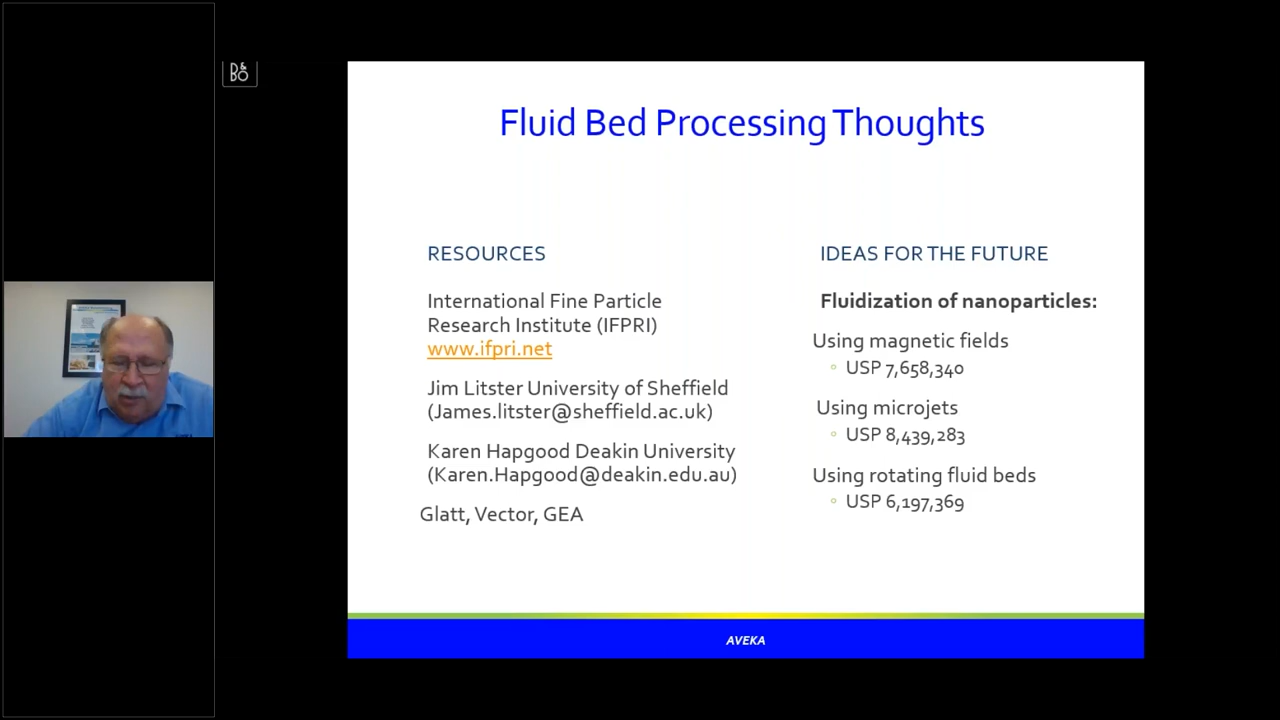 B&O
Fluid Bed Processing Thoughts
RESOURCES
International Fine Particle
Research Institute (IFPRI)
www.ifpri.net
Jim Litster University of Sheffield
(James.litster@sheffield.ac.uk)
Karen Hapgood Deakin University
(Karen.Hapgood@deakin.edu.au)
Glatt, Vector, GEA
IDEAS FOR THE FUTURE
Fluidization of nanoparticles:
Using magnetic fields
USP 7,658,340
Using microjets
USP 8,439,283
Using rotating fluid beds
USP 6,197,369
AVEKA